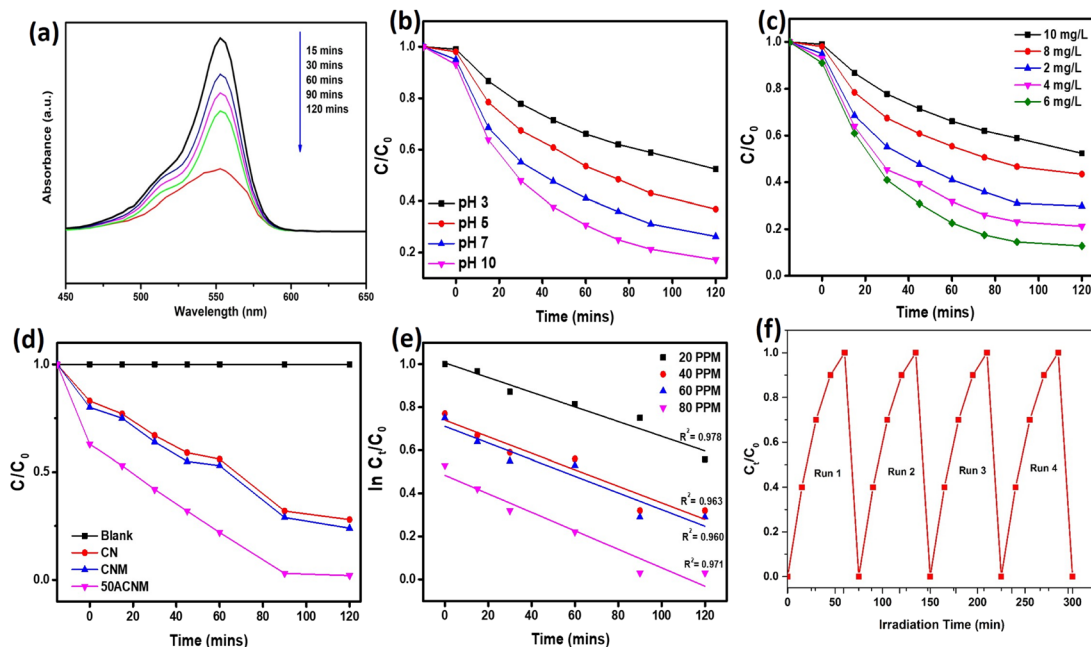 (a)
15 mins
30 mins
60 mins
90 mins
120 mins
Absorbance (a.u.)
450 500 550 600 650
Wavelength (nm)
(b)
1.0
0.8
0.6
0.4
0.2
C/C0
pH 3
pH 5
pH 7
pH 10
0 20 40 60 80 100 120
Time (mins)
(c)
10 mg/L
8 mg/L
2 mg/L
4 mg/L
6 mg/L
1.0
0.8
0.6
0.4
0.2
0.0
C/C0
0 20 40 60 80 100 120
Time (mins)
(d)
1.0
0.5
0.0
C/C0
Blank
CN
CNM
50ACNM
0 20 40 60 80 100 120
Time (mins)
(e)
20 PPM
40 PPM
60 PPM
80 PPM
1.0
0.8
0.6
0.4
0.2
0.0
ln Ct/C0
R2= 0.978
R2= 0.963
R2= 0.960
R2= 0.971
0 20 40 60 80 100 120
Time (mins)
(f)
1.0
0.8
0.6
0.4
0.2
0.0
Ct/C0
Run 1 Run 2 Run 3 Run 4
0 50 100 150 200 250 300
Irradiation Time (min)